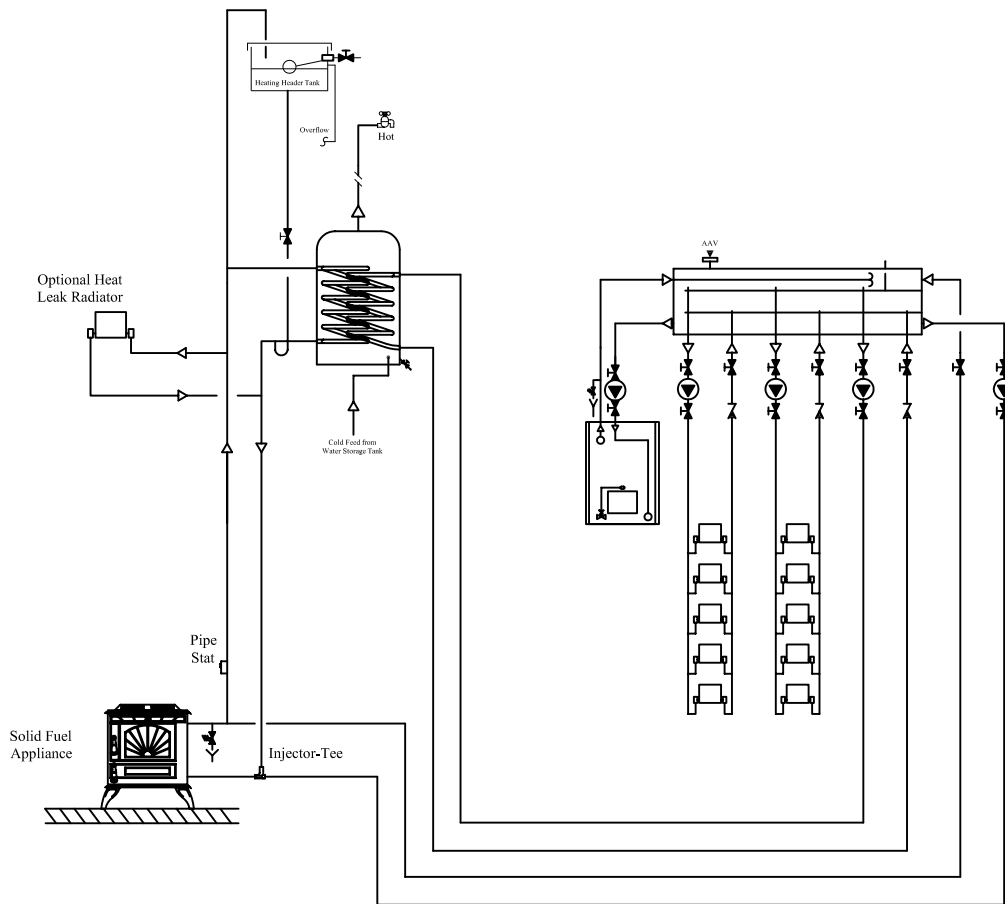 Heating Header Tank
Overflow
Hot
AAV
Optional Heat
Leak Radiator
Cold Feed from
Water Storage Tank
Pipe
Stat
Solid Fuel
Appliance
Injector-Tee